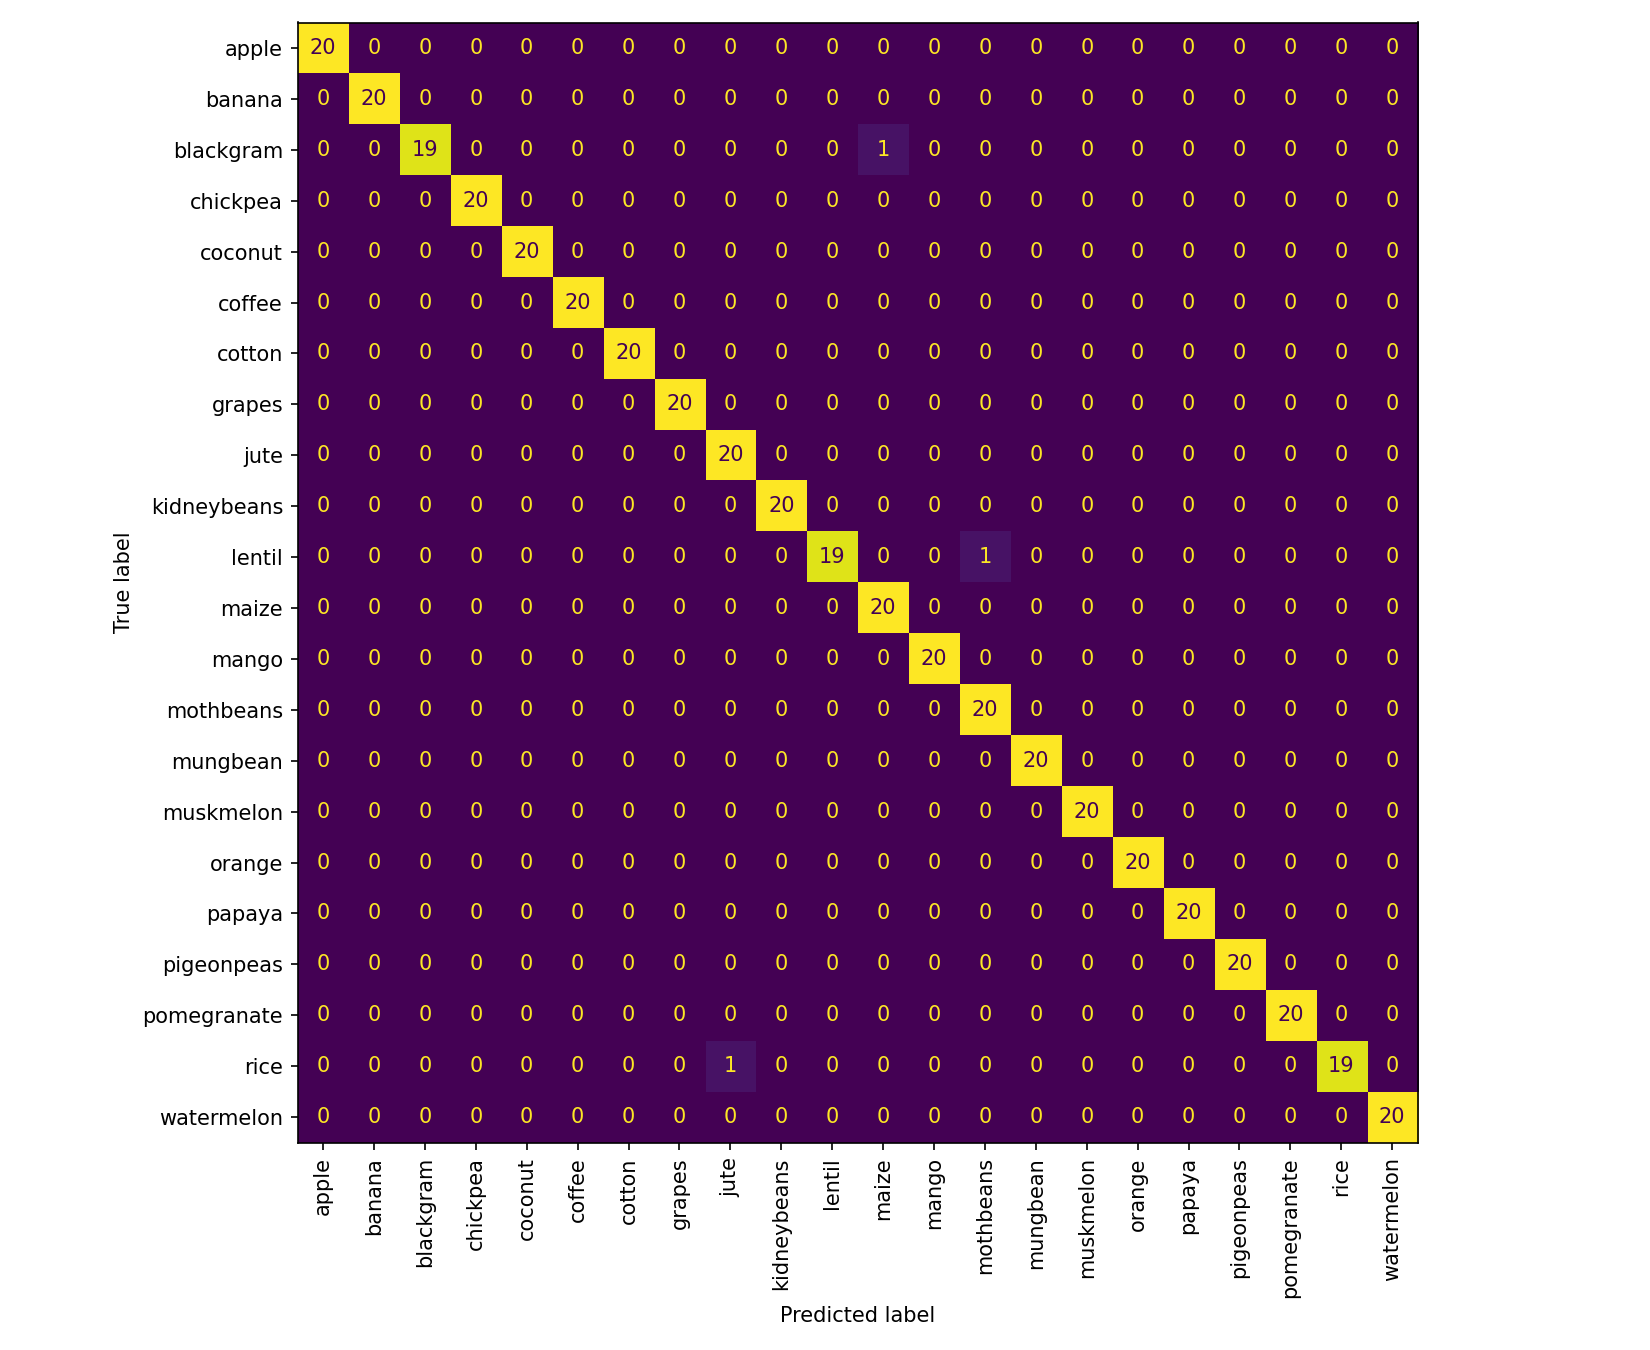 apple 20 0 0 0 0 0 0 0 0 0 0 0 0 0 0 0 0 0 0 0 0 0
banana 0 20 0 0 0 0 0 0 0 0 0 0 0 0 0 0 0 0 0 0 0 0
blackgram 0 0 19 0 0 0 0 0 0 0 0 1 0 0 0 0 0 0 0 0 0 0
chickpea 0 0 0 20 0 0 0 0 0 0 0 0 0 0 0 0 0 0 0 0 0 0
coconut 0 0 0 0 20 0 0 0 0 0 0 0 0 0 0 0 0 0 0 0 0 0
coffee 0 0 0 0 0 20 0 0 0 0 0 0 0 0 0 0 0 0 0 0 0 0
cotton 0 0 0 0 0 0 20 0 0 0 0 0 0 0 0 0 0 0 0 0 0 0
grapes 0 0 0 0 0 0 0 20 0 0 0 0 0 0 0 0 0 0 0 0 0 0
jute 0 0 0 0 0 0 0 0 20 0 0 0 0 0 0 0 0 0 0 0 0 0
kidneybeans 0 0 0 0 0 0 0 0 0 20 0 0 0 0 0 0 0 0 0 0 0 0
lentil 0 0 0 0 0 0 0 0 0 0 19 0 0 1 0 0 0 0 0 0 0 0
maize 0 0 0 0 0 0 0 0 0 0 0 20 0 0 0 0 0 0 0 0 0 0
mango 0 0 0 0 0 0 0 0 0 0 0 0 20 0 0 0 0 0 0 0 0 0
mothbeans 0 0 0 0 0 0 0 0 0 0 0 0 0 20 0 0 0 0 0 0 0 0
mungbean 0 0 0 0 0 0 0 0 0 0 0 0 0 0 20 0 0 0 0 0 0 0
muskmelon 0 0 0 0 0 0 0 0 0 0 0 0 0 0 0 20 0 0 0 0 0 0
orange 0 0 0 0 0 0 0 0 0 0 0 0 0 0 0 0 20 0 0 0 0 0
papaya 0 0 0 0 0 0 0 0 0 0 0 0 0 0 0 0 0 20 0 0 0 0
pigeonpeas 0 0 0 0 0 0 0 0 0 0 0 0 0 0 0 0 0 0 20 0 0 0
pomegranate 0 0 0 0 0 0 0 0 0 0 0 0 0 0 0 0 0 0 0 20 0 0
rice 0 0 0 0 0 0 0 0 1 0 0 0 0 0 0 0 0 0 0 0 19 0
watermelon 0 0 0 0 0 0 0 0 0 0 0 0 0 0 0 0 0 0 0 0 0 20
True label
apple
banana
blackgram
chickpea
coconut
coffee
cotton
grapes
jute
kidneybeans
lentil
maize
mango
mothbeans
mungbean
muskmelon
orange
papaya
pigeonpeas
pomegranate
rice
watermelon
Predicted label